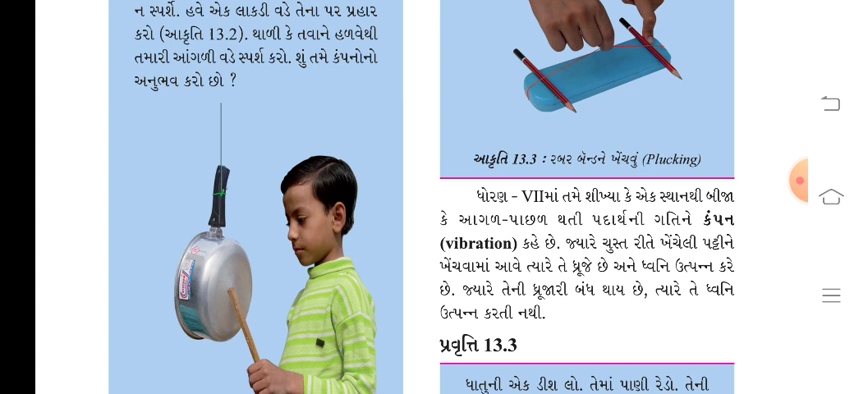 ન સ્પર્શે. હવે એક લાકડી વડે તેના પર પ્રહાર
કરો (આકૃતિ 13.2). થાળી કે તવાને હળવેથી
તમારી આંગળી વડે સ્પર્શ કરો. શું તમે કંપનોનો
અનુભવ કરો છો ?
આકૃતિ 13.3 : રબર બૅન્ડને ખેંચવું (Plucking)
ધોરણ - VIIમાં તમે શીખ્યા કે એક સ્થાનથી બીજા
કે આગળ-પાછળ થતી પદાર્થની ગતિને કંપન
(vibration) કહે છે. જ્યારે ચુસ્ત રીતે ખેંચેલી પટ્ટીને
ખેંચવામાં આવે ત્યારે તે ધ્રૂજે છે અને ધ્વનિ ઉત્પન્ન કરે
છે. જ્યારે તેની ધ્રૂજારી બંધ થાય છે, ત્યારે તે ધ્વનિ
ઉત્પન્ન કરતી નથી.
પ્રવૃત્તિ 13.3
ધાતુની એક ડીશ લો. તેમાં પાણી રેડો. તેની